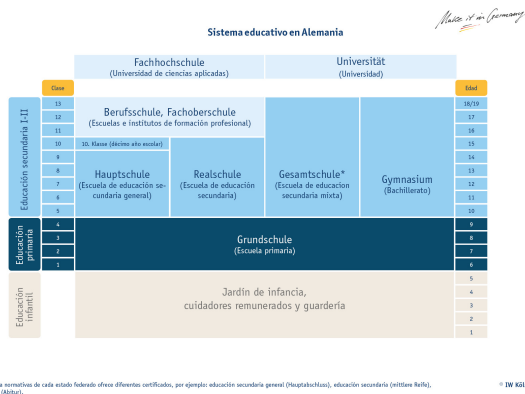 Make it in Germany
Sistema educativo en Alemania
Fachhochschule
(Universidad de ciencias aplicadas)
Universität
(Universidad)
Clase
Edad
Educación secundaria I-II
13
12
11
10
9
8
7
6
5
Berufsschule, Fachoberschule
(Escuelas e institutos de formación profesional)
10. Klasse (décimo año escolar)
Hauptschule
(Escuela de educación se-
cundaria general)
Realschule
(Escuela de educación
secundaria)
Gesamtschule*
(Escuela de educacion
secundaria mixta)
Gymnasium
(Bachillerato)
18/19
17
16
15
14
13
12
11
10
Educación
primaria
4
3
2
1
Grundschule
(Escuela primaria)
9
8
7
6
Educación
infantil
Jardín de infancia,
cuidadores remunerados y guardería
5
4
3
2
1
a normativas de cada estado federado ofrece diferentes certificados, por ejemplo: educación secundaria general (Hauptabschluss), educación secundaria (mittlere Reife),
(Abitur).
© IW Köl